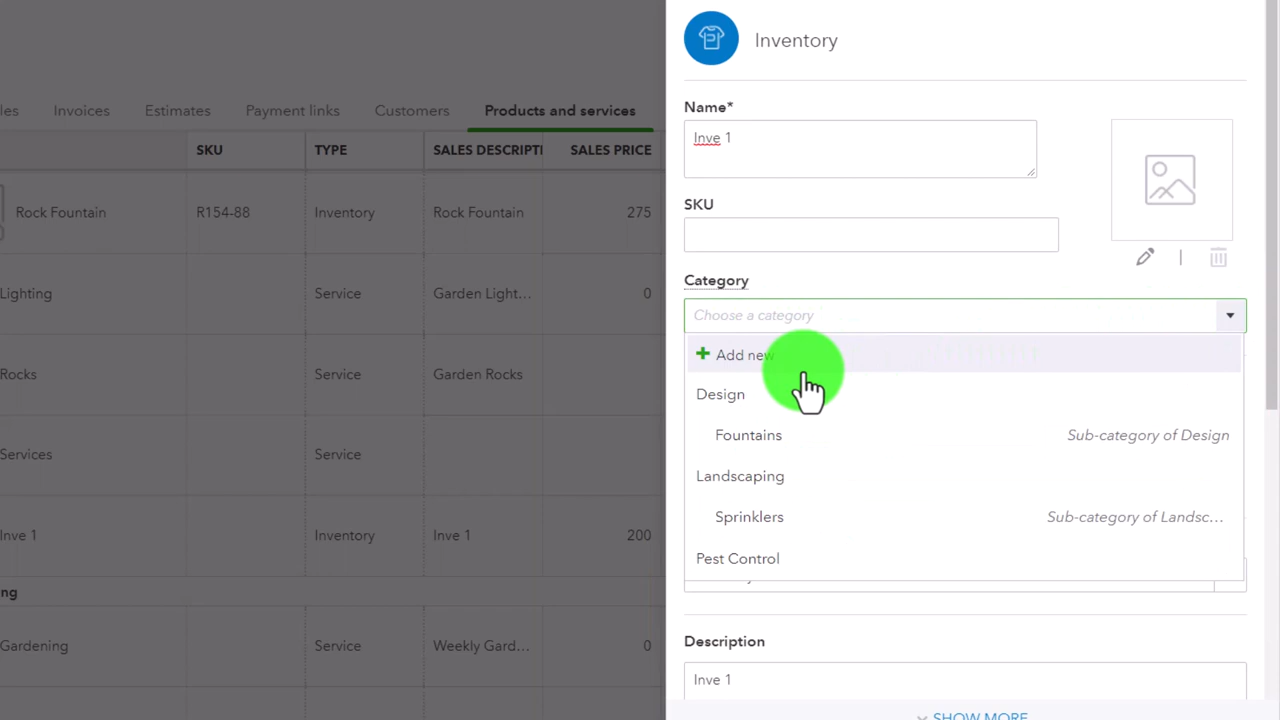 Inventory
les Invoices Estimates Payment links Customers Products and services
SKU TYPE SALES DESCRIPTI SALES PRICE
Rock Fountain R154-88 Inventory Rock Fountain 275
Lighting Service Garden Light... 0
Rocks Service Garden Rocks
Services Service
Inve 1 Inventory Inve 1 200
ng
Gardening Service Weekly Gard... 0
Name*
Inve 1
SKU
Category
Choose a category
Add new
Design
Fountains Sub-category of Design
Landscaping
Sprinklers Sub-category of Landsc...
Pest Control
Description
Inve 1
SHOW MORE